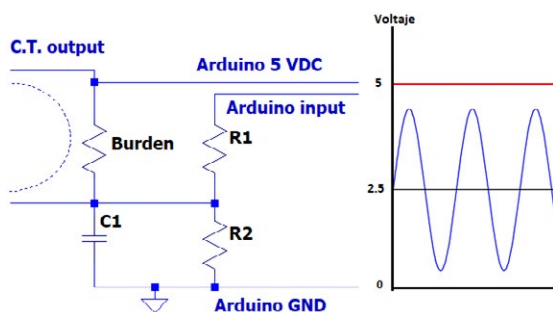 C.T. output
Arduino 5 VDC
Arduino input
Burden
R1
C1
R2
Arduino GND
Voltaje
5
2.5
0